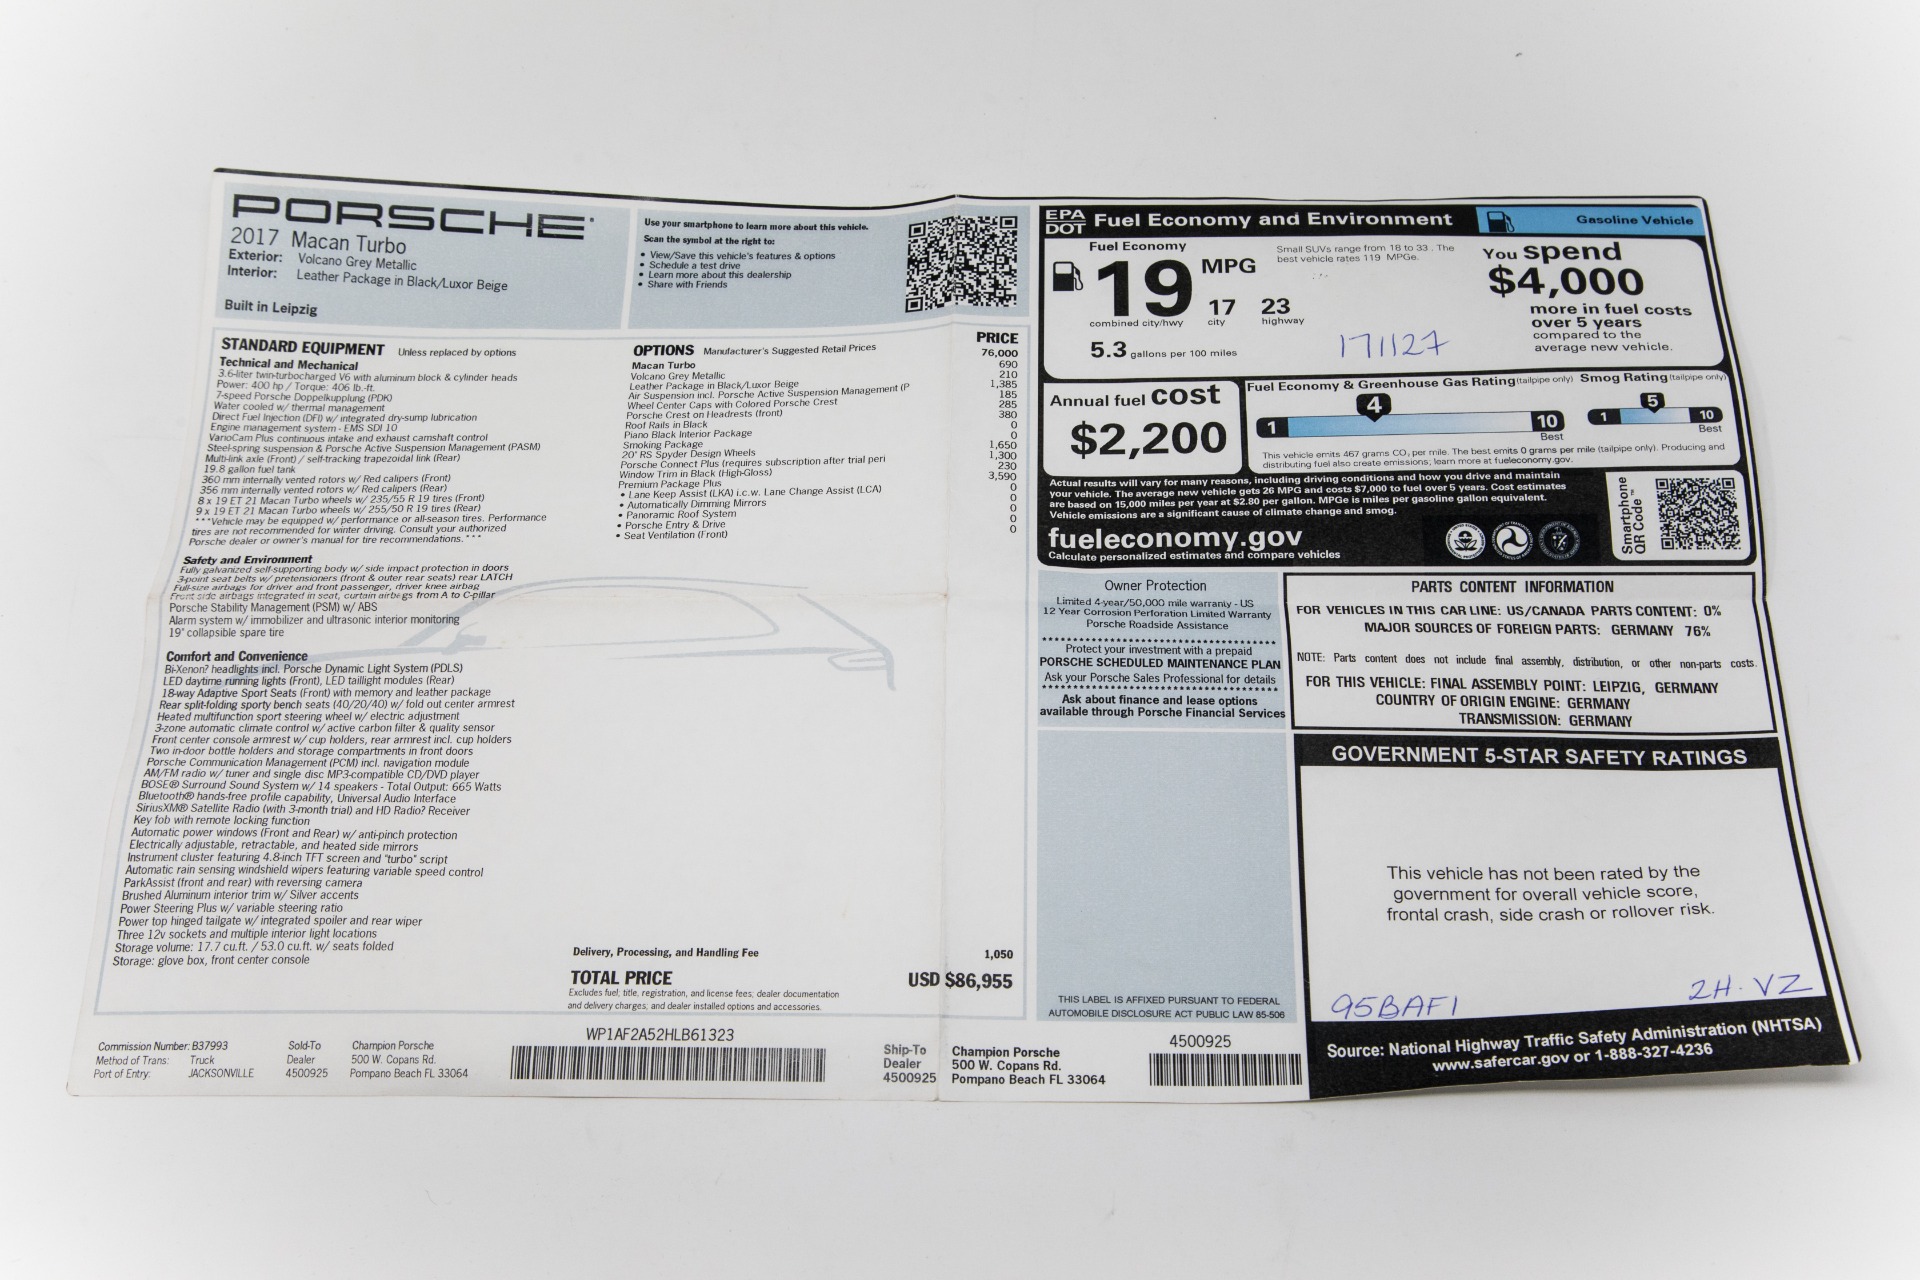 PORSCHE
2017 Macan Turbo
Exterior: Volcano Grey Metallic
Interior: Leather Package in Black/Luxor Beige
Built in Leipzig
Use your smartphone to learn more about this vehicle.
Scan the symbol at the right to:
• View/Save this vehicle's features & options
• Schedule a test drive
• Learn more about this dealership
• Share with Friends
STANDARD EQUIPMENT Unless replaced by options
Technical and Mechanical
3.6-liter twin-turbocharged V6 with aluminum block & cylinder heads
Power: 400 hp / Torque: 406 lb.-ft.
7-speed Porsche Doppelkupplung (PDK)
Water cooled w/ thermal management
Direct Fuel Injection (DFI) w/ integrated dry-sump lubrication
Engine management system - EMS SDI 10
VarioCam Plus continuous intake and exhaust camshaft control
Steel-spring suspension & Porsche Active Suspension Management (PASM)
Multi-link axle (Front) / self-tracking trapezoidal link (Rear)
19.8 gallon fuel tank
360 mm internally vented rotors w/ Red calipers (Front)
356 mm internally vented rotors w/ Red calipers (Rear)
8 x 19 ET 21 Macan Turbo wheels w/ 235/55 R 19 tires (Front)
9 x 19 ET 21 Macan Turbo wheels w/ 255/50 R 19 tires (Rear)
***Vehicle may be equipped w/ performance or all-season tires. Performance
tires are not recommended for winter driving. Consult your authorized
Porsche dealer or owner's manual for tire recommendations.***
Safety and Environment
Fully galvanized self-supporting body w/ side impact protection in doors
3-point seat belts w/ pretensioners (front & outer rear seats) rear LATCH
Full-size airbags for driver and front passenger, driver knee airbag
Front side airbags integrated in seat, curtain airbags from A to C-pillar
Porsche Stability Management (PSM) w/ ABS
Alarm system w/ immobilizer and ultrasonic interior monitoring
19" collapsible spare tire
Comfort and Convenience
Bi-Xenon? headlights incl. Porsche Dynamic Light System (PDLS)
LED daytime running lights (Front), LED taillight modules (Rear)
18-way Adaptive Sport Seats (Front) with memory and leather package
Rear split-folding sporty bench seats (40/20/40) w/ fold out center armrest
Heated multifunction sport steering wheel w/ electric adjustment
3-zone automatic climate control w/ active carbon filter & quality sensor
Front center console armrest w/ cup holders, rear armrest incl. cup holders
Two in-door bottle holders and storage compartments in front doors
Porsche Communication Management (PCM) incl. navigation module
AM/FM radio w/ tuner and single disc MP3-compatible CD/DVD player
BOSE® Surround Sound System w/ 14 speakers - Total Output: 665 Watts
Bluetooth® hands-free profile capability, Universal Audio Interface
SiriusXM® Satellite Radio (with 3-month trial) and HD Radio? Receiver
Key fob with remote locking function
Automatic power windows (Front and Rear) w/ anti-pinch protection
Electrically adjustable, retractable, and heated side mirrors
Instrument cluster featuring 4.8-inch TFT screen and "turbo" script
Automatic rain sensing windshield wipers featuring variable speed control
ParkAssist (front and rear) with reversing camera
Brushed Aluminum interior trim w/ Silver accents
Power Steering Plus w/ variable steering ratio
Power top hinged tailgate w/ integrated spoiler and rear wiper
Three 12v sockets and multiple interior light locations
Storage volume: 17.7 cu.ft. / 53.0 cu.ft. w/ seats folded
Storage: glove box, front center console
OPTIONS Manufacturer's Suggested Retail Prices PRICE
Macan Turbo 76,000
Volcano Grey Metallic 690
Leather Package in Black/Luxor Beige 210
Air Suspension incl. Porsche Active Suspension Management (P 1,385
Wheel Center Caps with Colored Porsche Crest 185
Porsche Crest on Headrests (front) 285
Roof Rails in Black 380
Piano Black Interior Package 0
Smoking Package 0
20" RS Spyder Design Wheels 1,650
Porsche Connect Plus (requires subscription after trial peri 1,300
Window Trim in Black (High-Gloss) 230
Premium Package Plus 3,590
• Lane Keep Assist (LKA) i.c.w. Lane Change Assist (LCA) 0
• Automatically Dimming Mirrors 0
• Panoramic Roof System 0
• Porsche Entry & Drive 0
• Seat Ventilation (Front) 0
Delivery, Processing, and Handling Fee 1,050
TOTAL PRICE USD $86,955
Excludes fuel, title, registration, and license fees; dealer documentation
and delivery charges; and dealer installed options and accessories.
EPA
DOT
Fuel Economy and Environment
Gasoline Vehicle
Fuel Economy
19 MPG
combined city/hwy
17
city
23
highway
5.3 gallons per 100 miles
Small SUVs range from 18 to 33 . The
best vehicle rates 119 MPGe.
171127
You spend
$4,000
more in fuel costs
over 5 years
compared to the
average new vehicle.
Annual fuel cost
$2,200
Fuel Economy & Greenhouse Gas Rating (tailpipe only)
1 4 10
Best
Smog Rating (tailpipe only)
1 5 10
Best
This vehicle emits 467 grams CO2 per mile. The best emits 0 grams per mile (tailpipe only). Producing and
distributing fuel also create emissions; learn more at fueleconomy.gov.
Actual results will vary for many reasons, including driving conditions and how you drive and maintain
your vehicle. The average new vehicle gets 26 MPG and costs $7,000 to fuel over 5 years. Cost estimates
are based on 15,000 miles per year at $2.80 per gallon. MPGe is miles per gasoline gallon equivalent.
Vehicle emissions are a significant cause of climate change and smog.
fueleconomy.gov
Calculate personalized estimates and compare vehicles
Smartphone
QR Code™
Owner Protection
Limited 4-year/50,000 mile warranty - US
12 Year Corrosion Perforation Limited Warranty
Porsche Roadside Assistance
Protect your investment with a prepaid
PORSCHE SCHEDULED MAINTENANCE PLAN
Ask your Porsche Sales Professional for details
Ask about finance and lease options
available through Porsche Financial Services
THIS LABEL IS AFFIXED PURSUANT TO FEDERAL
AUTOMOBILE DISCLOSURE ACT PUBLIC LAW 85-506
PARTS CONTENT INFORMATION
FOR VEHICLES IN THIS CAR LINE: US/CANADA PARTS CONTENT: 0%
MAJOR SOURCES OF FOREIGN PARTS: GERMANY 76%
NOTE: Parts content does not include final assembly, distribution, or other non-parts costs.
FOR THIS VEHICLE: FINAL ASSEMBLY POINT: LEIPZIG, GERMANY
COUNTRY OF ORIGIN ENGINE: GERMANY
TRANSMISSION: GERMANY
GOVERNMENT 5-STAR SAFETY RATINGS
This vehicle has not been rated by the
government for overall vehicle score,
frontal crash, side crash or rollover risk.
95BAF1
2H·VZ
Source: National Highway Traffic Safety Administration (NHTSA)
www.safercar.gov or 1-888-327-4236
Commission Number: B37993
Method of Trans: Truck
Port of Entry: JACKSONVILLE
Sold-To
Dealer
4500925
Champion Porsche
500 W. Copans Rd.
Pompano Beach FL 33064
WP1AF2A52HLB61323
Ship-To
Dealer
4500925
Champion Porsche
500 W. Copans Rd.
Pompano Beach FL 33064
4500925